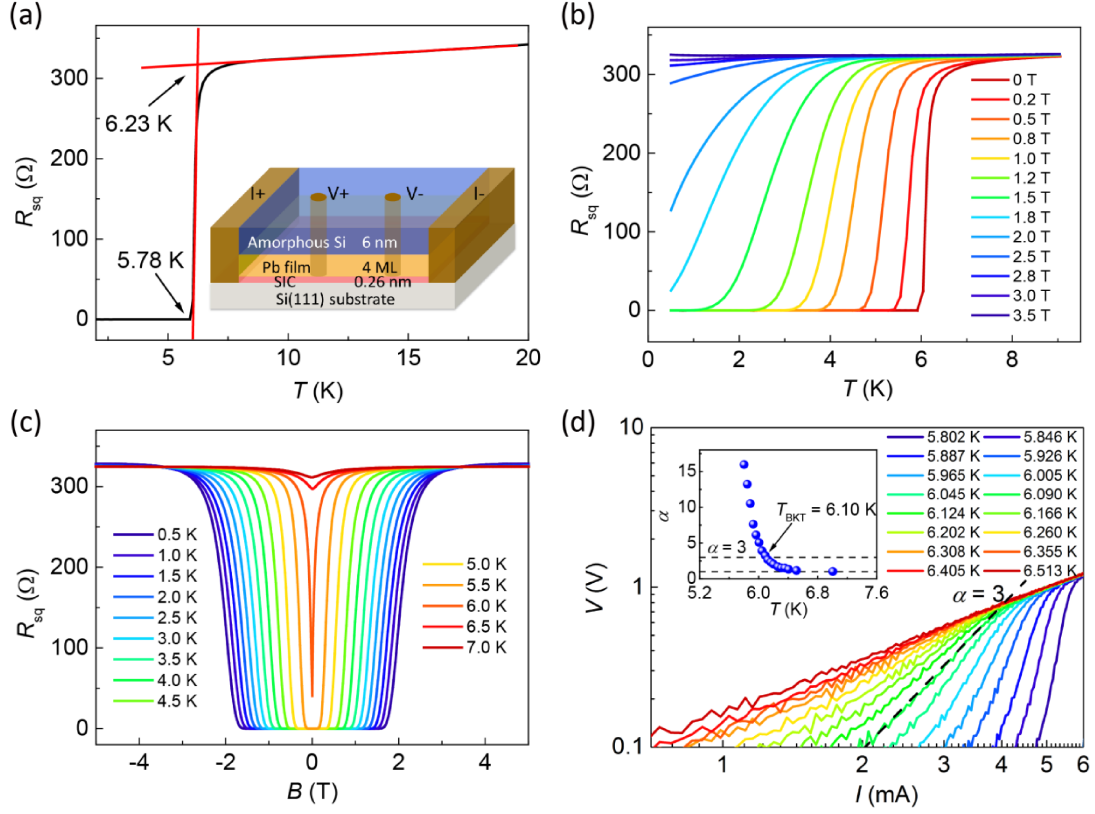 (a)
300
200
100
0
R_sq (Ω)
6.23 K
5.78 K
I+
V+
V-
I-
Amorphous Si 6 nm
Pb film 4 ML
SIC 0.26 nm
Si(111) substrate
5 10 15 20
T (K)
(b)
300
200
100
0
R_sq (Ω)
0 T
0.2 T
0.5 T
0.8 T
1.0 T
1.2 T
1.5 T
1.8 T
2.0 T
2.5 T
2.8 T
3.0 T
3.5 T
0 2 4 6 8
T (K)
(c)
300
200
100
0
R_sq (Ω)
0.5 K
1.0 K
1.5 K
2.0 K
2.5 K
3.0 K
3.5 K
4.0 K
4.5 K
5.0 K
5.5 K
6.0 K
6.5 K
7.0 K
-4 -2 0 2 4
B (T)
(d)
1
10
0.1
V (V)
5.802 K 5.846 K
5.887 K 5.926 K
5.965 K 6.005 K
6.045 K 6.090 K
6.124 K 6.166 K
6.202 K 6.260 K
6.308 K 6.355 K
6.405 K 6.513 K
15
10
5
0
α
T_BKT = 6.10 K
α = 3
5.2 6.0 6.8 7.6
T (K)
α = 3
1 2 3 4 5 6
I (mA)